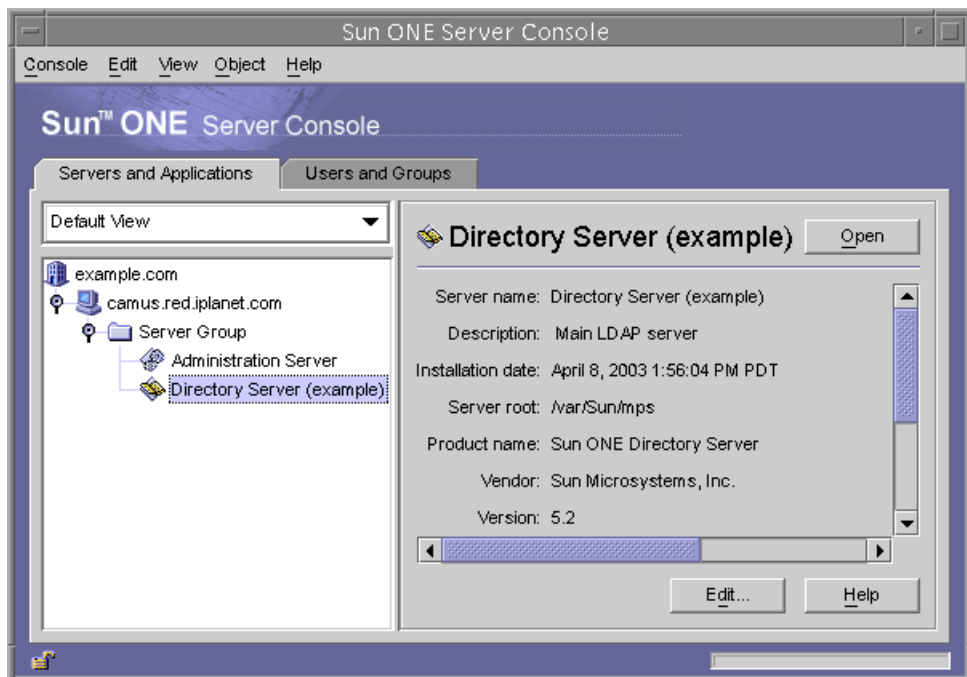 Sun ONE Server Console
Console Edit View Object Help
Sun™ ONE Server Console
Servers and Applications Users and Groups
Default View
example.com
camus.red.iplanet.com
Server Group
Administration Server
Directory Server (example)
Directory Server (example) Open
Server name: Directory Server (example)
Description: Main LDAP server
Installation date: April 8, 2003 1:56:04 PM PDT
Server root: /var/Sun/mps
Product name: Sun ONE Directory Server
Vendor: Sun Microsystems, Inc.
Version: 5.2
Edit... Help